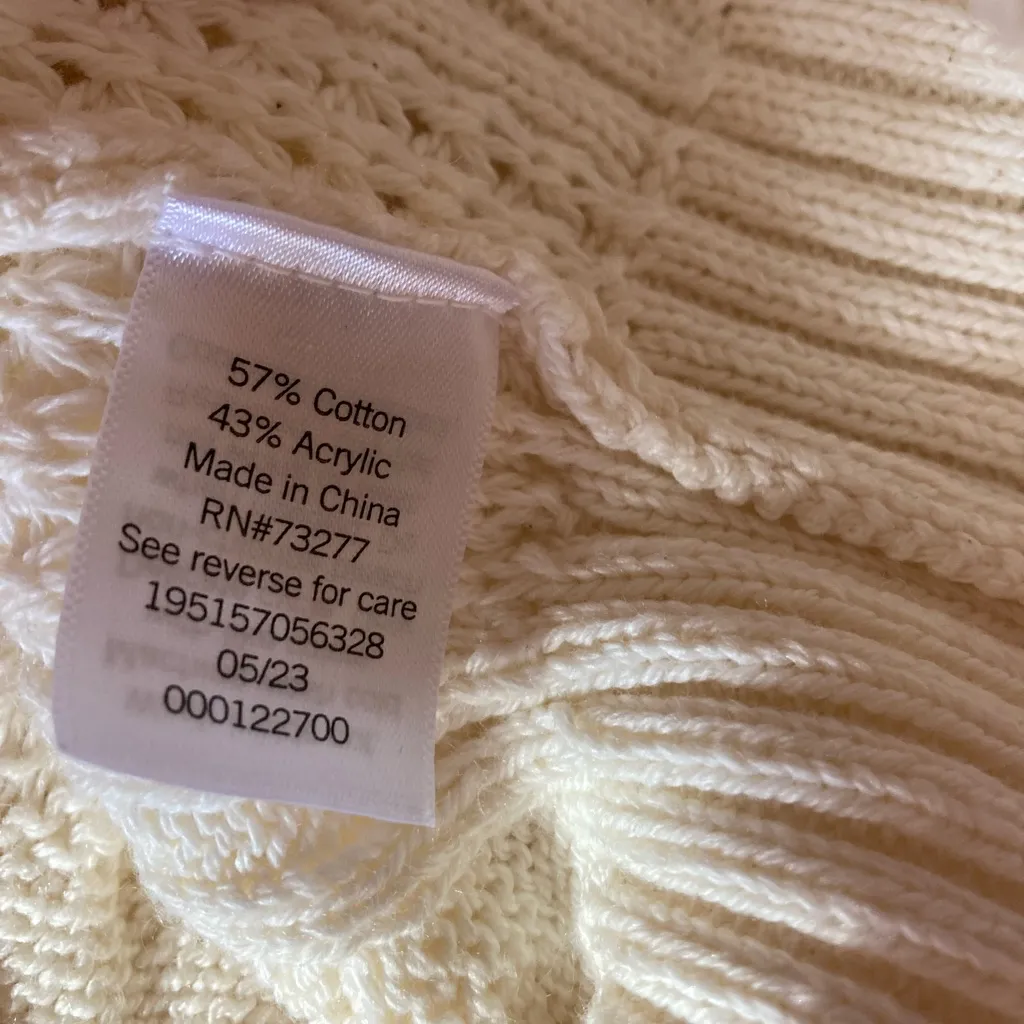 57% Cotton
43% Acrylic
Made in China
RN#73277
See reverse for care
195157056328
05/23
000122700